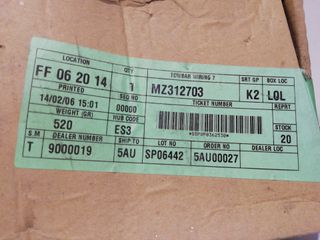 LOCATION QTY TOWBAR WIRING 7 SRT GP BOX LOC
FF 06 20 14 1 MZ312703 K2 LQL
PRINTED SEQ NO TICKET NUMBER REPRT
14/02/06 15:01 00000
WEIGHT (GR) HUB CODE STOCK
520 ES3 20
S M DEALER NUMBER SHIP TO LOT NO ORDER NO DEALER LOC
T 9000019 5AU SP06442 5AU00027